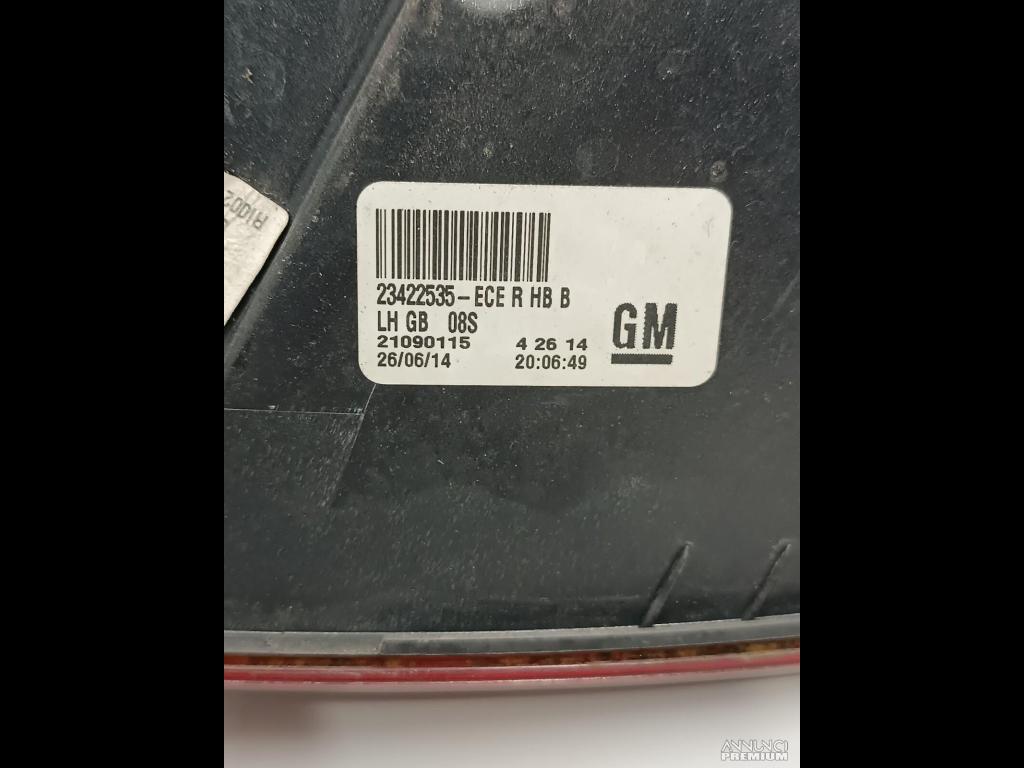 R1002
23422535-ECE R HB B
LH GB 08S
21090115 4 26 14
26/06/14 20:06:49
GM
ANNUNCI
PREMIUM